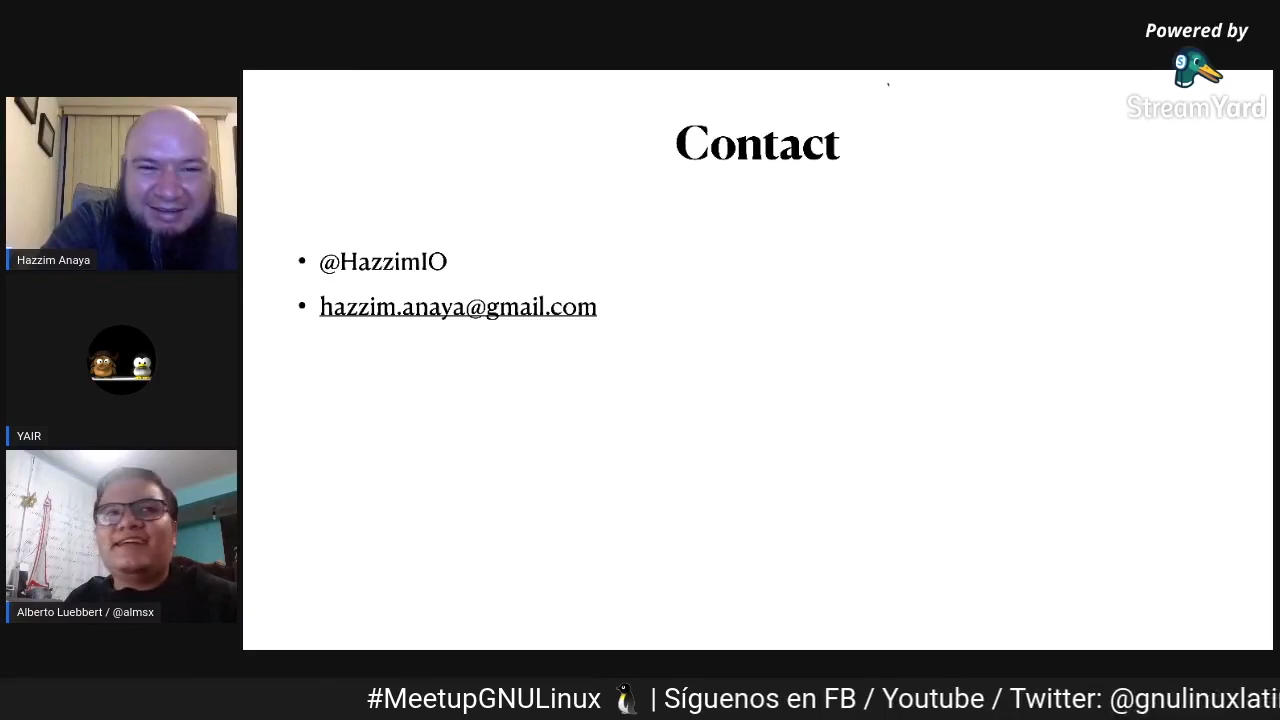 Powered by
StreamYard
Contact
• @HazzimIO
• hazzim.anaya@gmail.com
Hazzim Anaya
YAIR
Alberto Luebbert / @almsx
#MeetupGNULinux 🐧 | Síguenos en FB / Youtube / Twitter: @gnulinuxlati